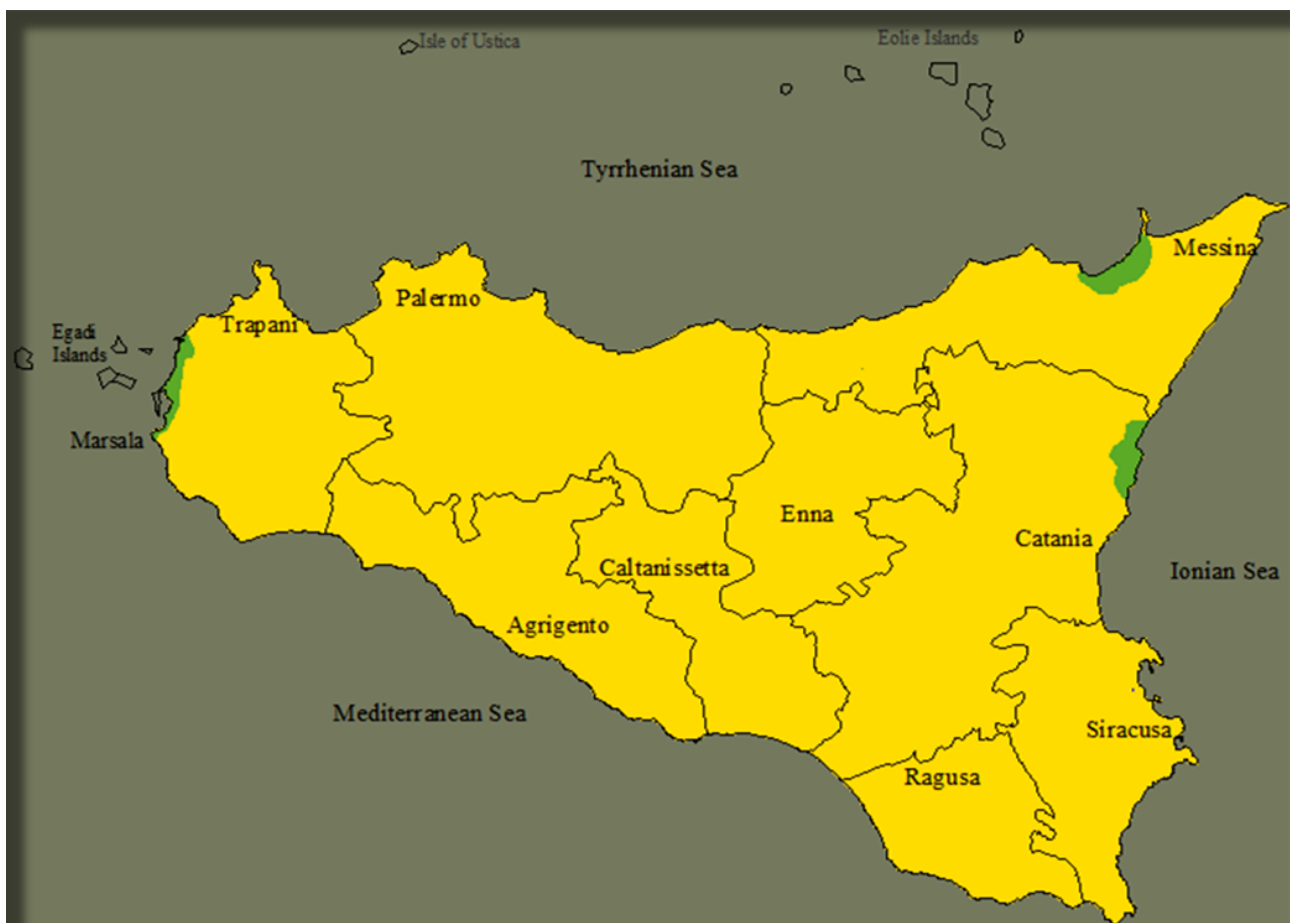 Isle of Ustica
Eolie Islands
Tyrrhenian Sea
Messina
Palermo
Trapani
Egadi
Islands
Marsala
Enna
Catania
Caltanissetta
Ionian Sea
Agrigento
Mediterranean Sea
Siracusa
Ragusa